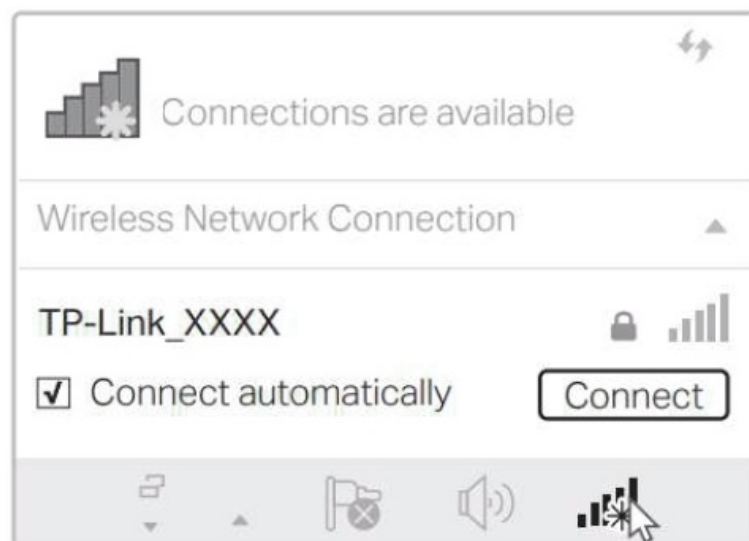 Connections are available
Wireless Network Connection
TP-Link_XXXX
Connect automatically
Connect